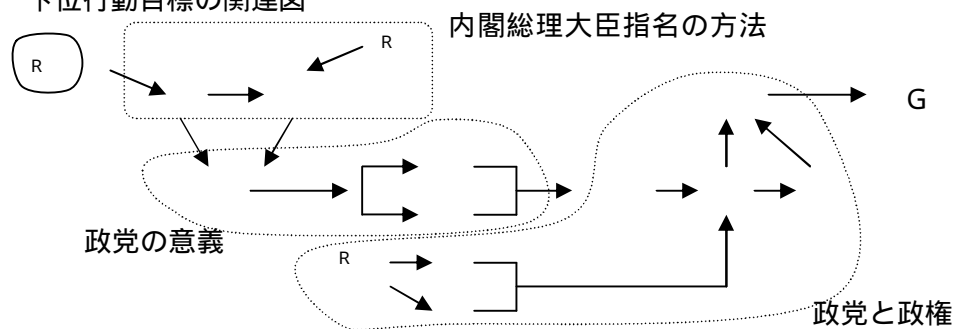 下位行動目標の関連図
内閣総理大臣指名の方法
R
R
G
政党の意義
R
政党と政権